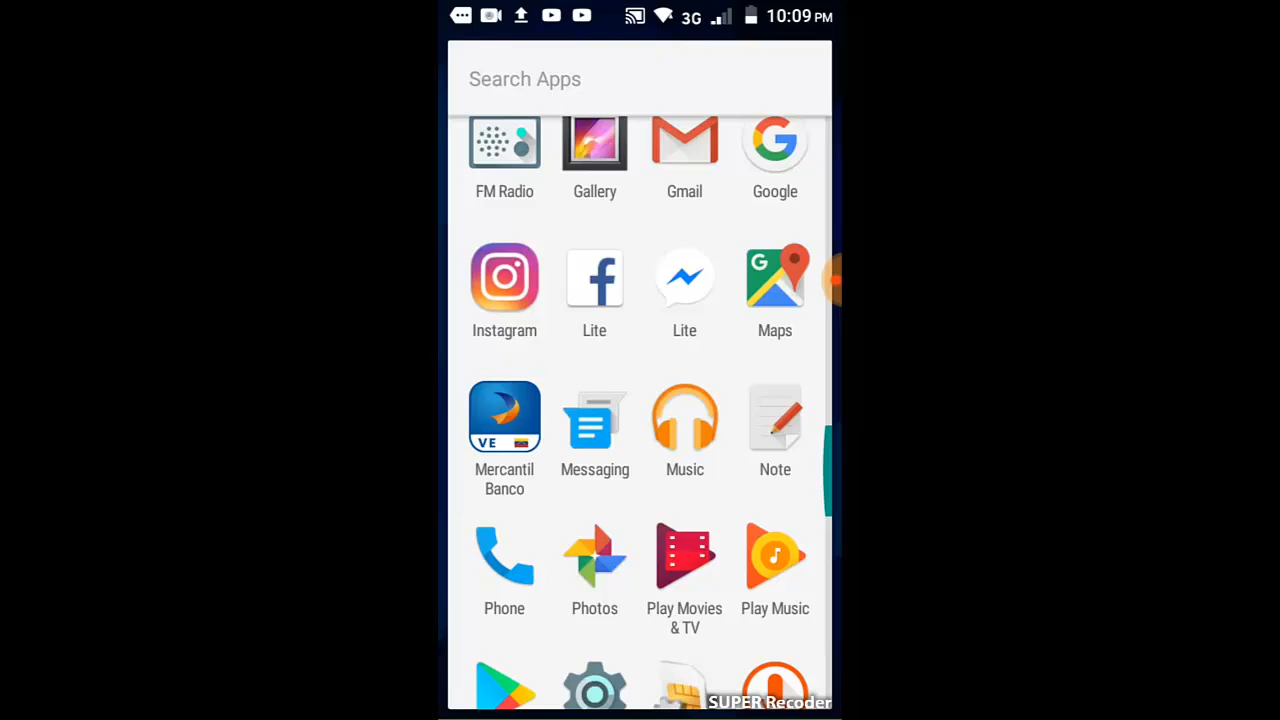 3G 10:09 PM
Search Apps
FM Radio Gallery Gmail Google
G
Instagram Lite Lite Maps
VE
Mercantil Banco Messaging Music Note
Phone Photos Play Movies & TV Play Music
SUPER Recoder